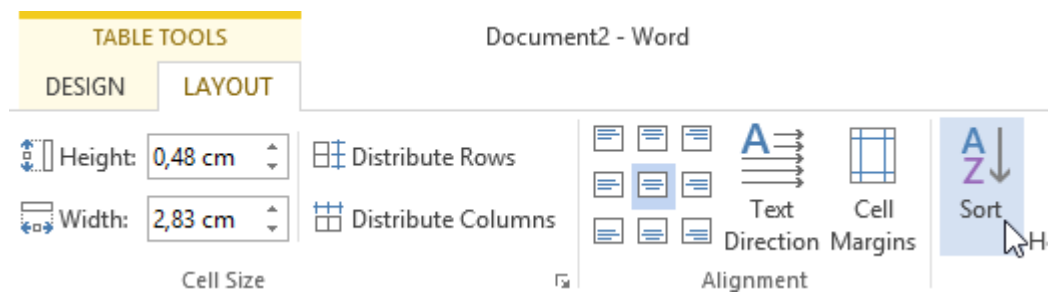 TABLE TOOLS
Document2 - Word
DESIGN
LAYOUT
Height: 0,48 cm
Distribute Rows
Width: 2,83 cm
Distribute Columns
Text Direction
Cell Margins
A
Z
Sort
Cell Size
Alignment